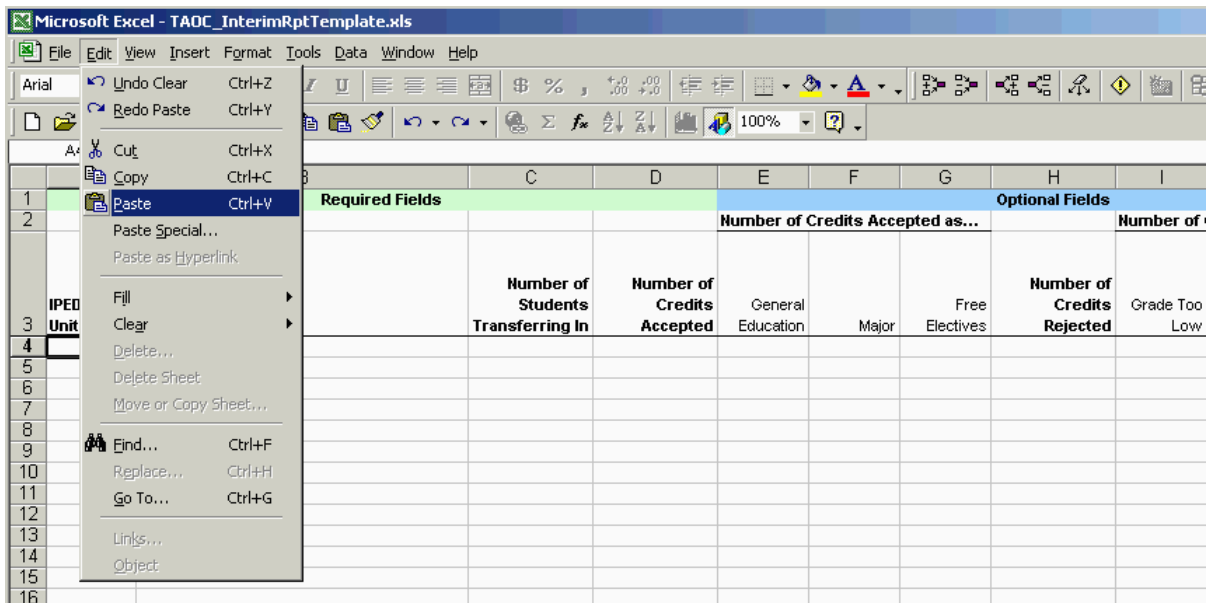 Microsoft Excel - TAOC_InterimRptTemplate.xls
File Edit View Insert Format Tools Data Window Help
Arial U $ % ,
100%
Undo Clear Ctrl+Z
Redo Paste Ctrl+Y
Cut Ctrl+X
Copy Ctrl+C
Paste Ctrl+V
Paste Special...
Paste as Hyperlink
Fill
Clear
Delete...
Delete Sheet
Move or Copy Sheet...
Find... Ctrl+F
Replace... Ctrl+H
Go To... Ctrl+G
Links...
Object
C D E F G H I
1 Required Fields Optional Fields
2 Number of Credits Accepted as... Number of
Number of Number of Number of
Students Credits General Free Credits Grade Too
3 Unit Transferring In Accepted Education Major Electives Rejected Low
4
5
6
7
8
9
10
11
12
13
14
15
16